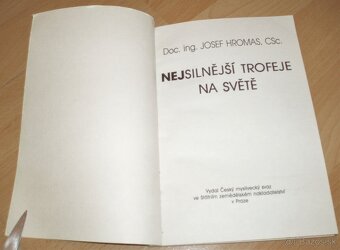 Doc. ing. JOSEF HROMAS, CSc.
NEJSILNĚJŠÍ TROFEJE
NA SVĚTĚ
Vydal Český myslivecký svaz
ve Státním zemědělském nakladatelství
v Praze